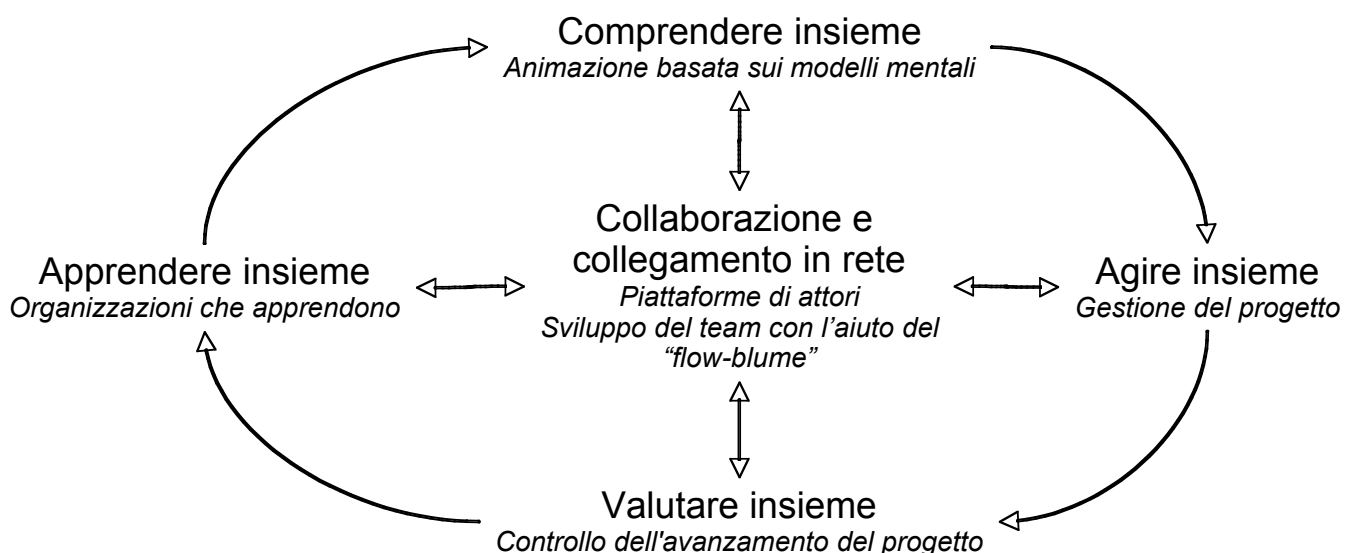 Comprendere insieme
Animazione basata sui modelli mentali
Collaborazione e
collegamento in rete
Piattaforme di attori
Sviluppo del team con l’aiuto del
“flow-blume”
Apprendere insieme
Organizzazioni che apprendono
Agire insieme
Gestione del progetto
Valutare insieme
Controllo dell'avanzamento del progetto